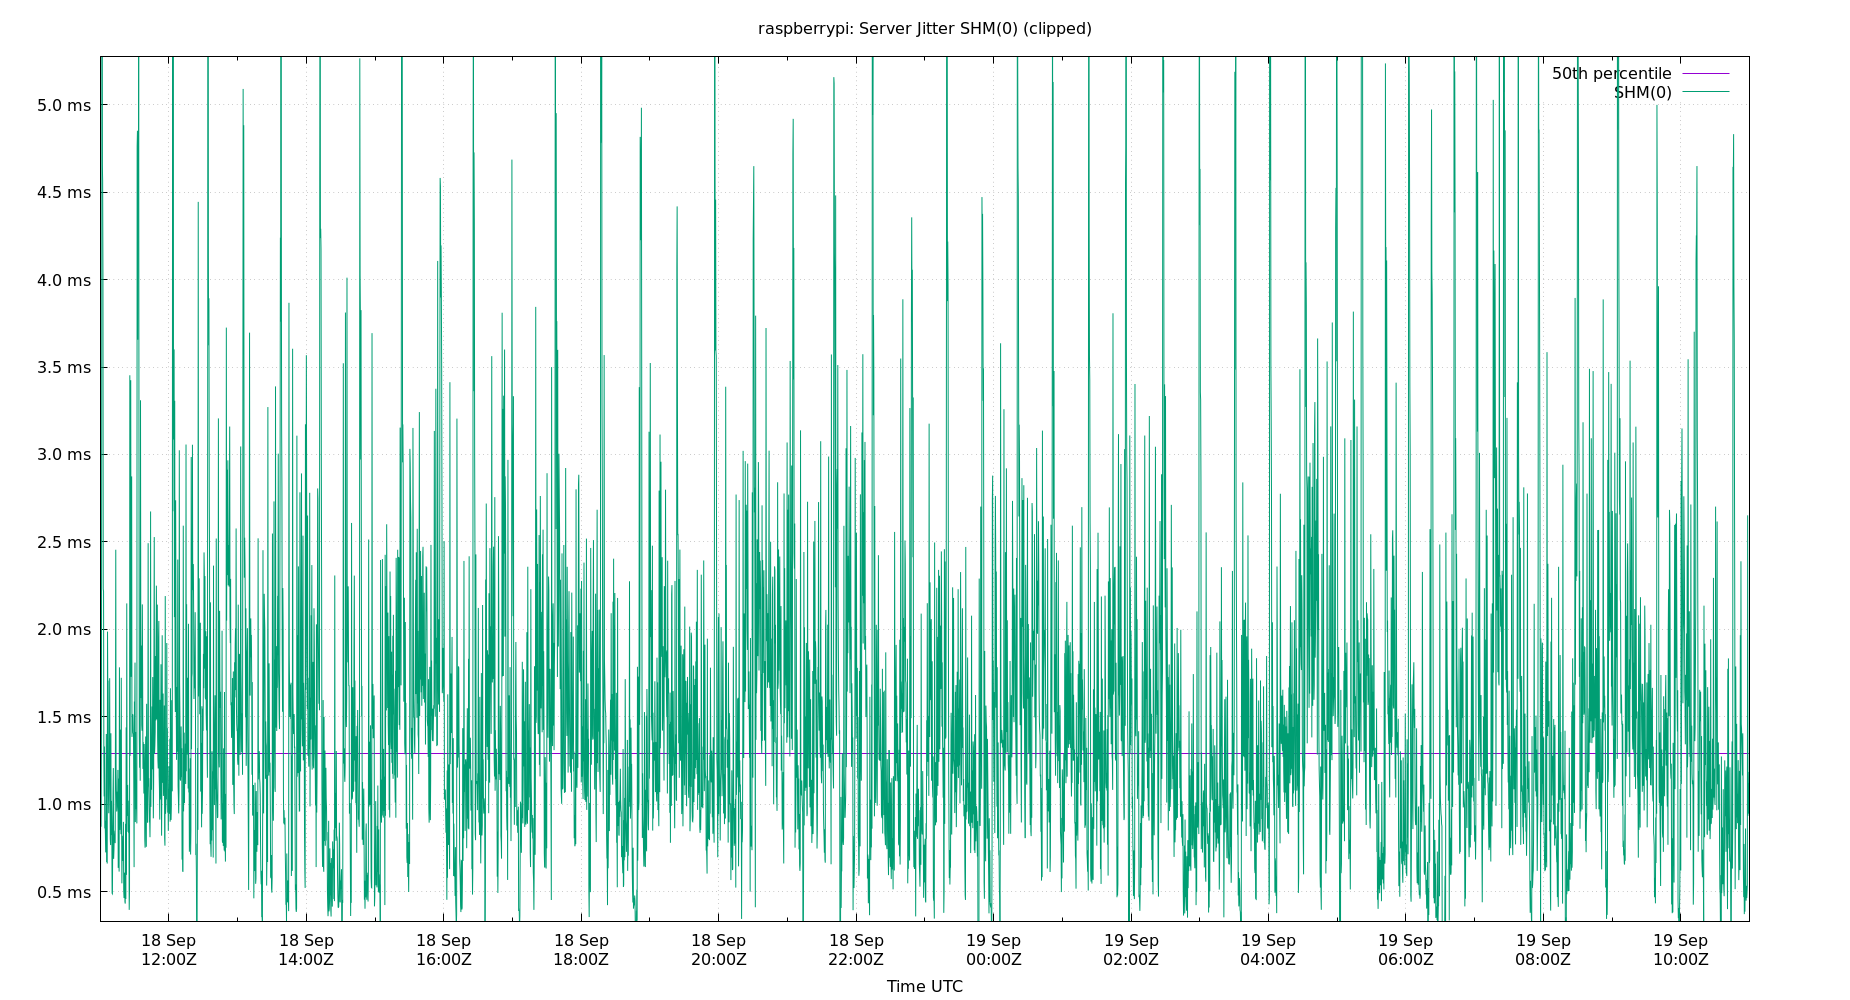 raspberrypi: Server Jitter SHM(0) (clipped)
50th percentile
SHM(0)
5.0 ms
4.5 ms
4.0 ms
3.5 ms
3.0 ms
2.5 ms
2.0 ms
1.5 ms
1.0 ms
0.5 ms
18 Sep 18 Sep 18 Sep 18 Sep 18 Sep 18 Sep 19 Sep 19 Sep 19 Sep 19 Sep 19 Sep 19 Sep
12:00Z 14:00Z 16:00Z 18:00Z 20:00Z 22:00Z 00:00Z 02:00Z 04:00Z 06:00Z 08:00Z 10:00Z
Time UTC